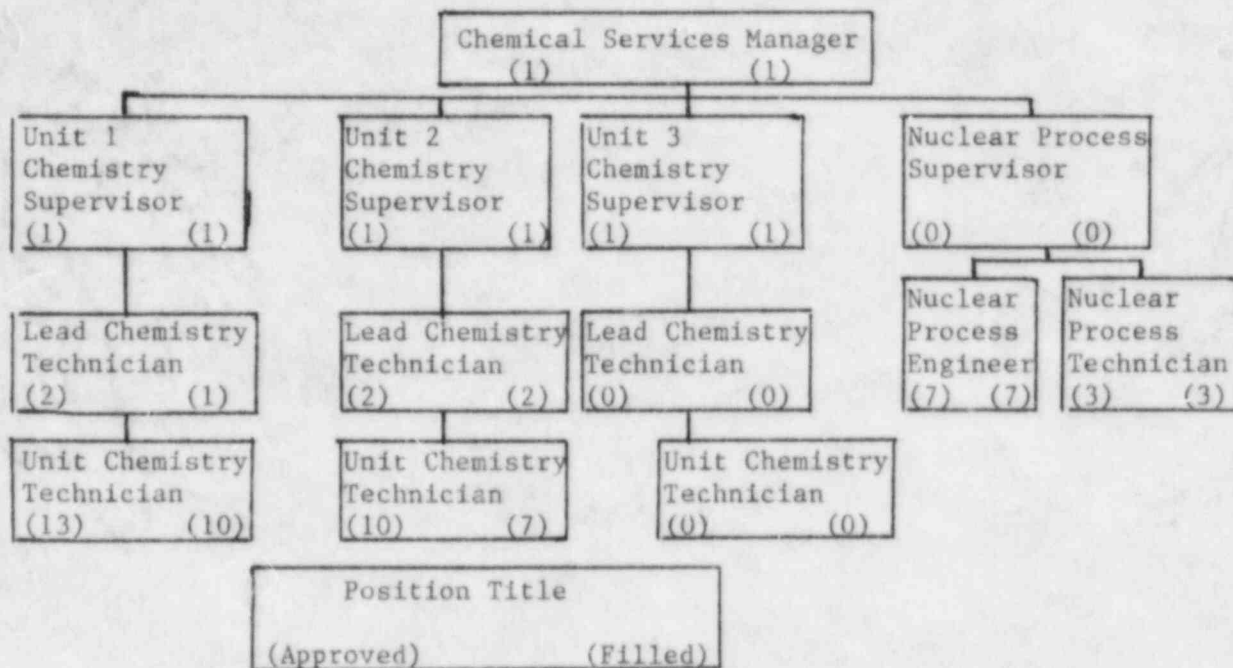 Chemical Services Manager
(1) (1)
Unit 1
Chemistry
Supervisor
(1) (1)
Unit 2
Chemistry
Supervisor
(1) (1)
Unit 3
Chemistry
Supervisor
(1) (1)
Nuclear Process
Supervisor
(0) (0)
Lead Chemistry
Technician
(2) (1)
Lead Chemistry
Technician
(2) (2)
Lead Chemistry
Technician
(0) (0)
Nuclear
Process
Engineer
(7) (7)
Nuclear
Process
Technician
(3) (3)
Unit Chemistry
Technician
(13) (10)
Unit Chemistry
Technician
(10) (7)
Unit Chemistry
Technician
(0) (0)
Position Title
(Approved) (Filled)